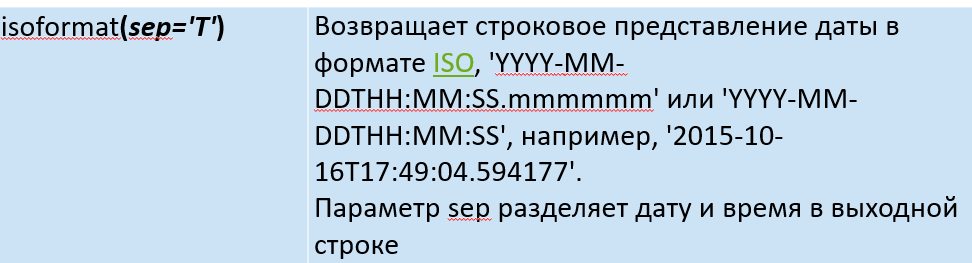 isoformat(sep='T')
Возвращает строковое представление даты в
формате ISO, 'YYYY-MM-
DDTHH:MM:SS.mmmmmm' или 'YYYY-MM-
DDTHH:MM:SS', например, '2015-10-
16T17:49:04.594177'.
Параметр sep разделяет дату и время в выходной
строке